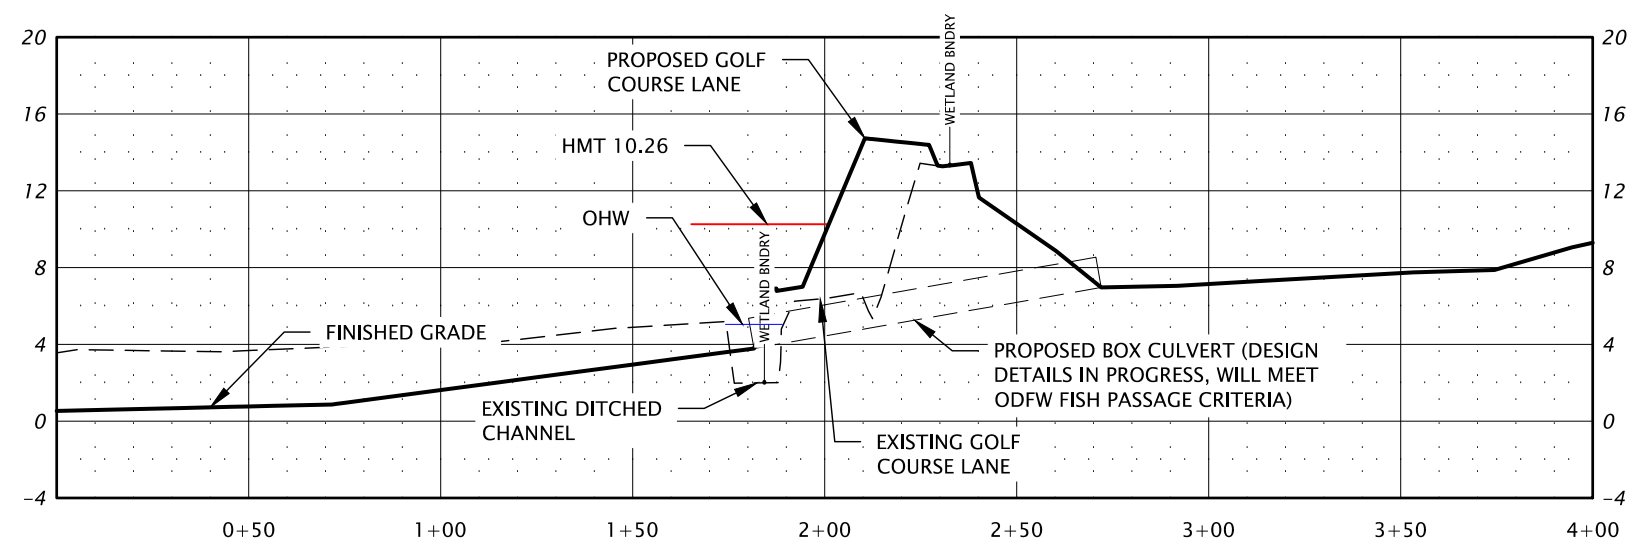 WETLAND BNDRY
20
20
PROPOSED GOLF
COURSE LANE
16
16
HMT 10.26
12
12
OHW
WETLAND BNDRY
8
8
FINISHED GRADE
4
4
PROPOSED BOX CULVERT (DESIGN
DETAILS IN PROGRESS, WILL MEET
ODFW FISH PASSAGE CRITERIA)
EXISTING DITCHED
CHANNEL
0
0
EXISTING GOLF
COURSE LANE
-4
-4
0+50
1+00
1+50
2+00
2+50
3+00
3+50
4+00